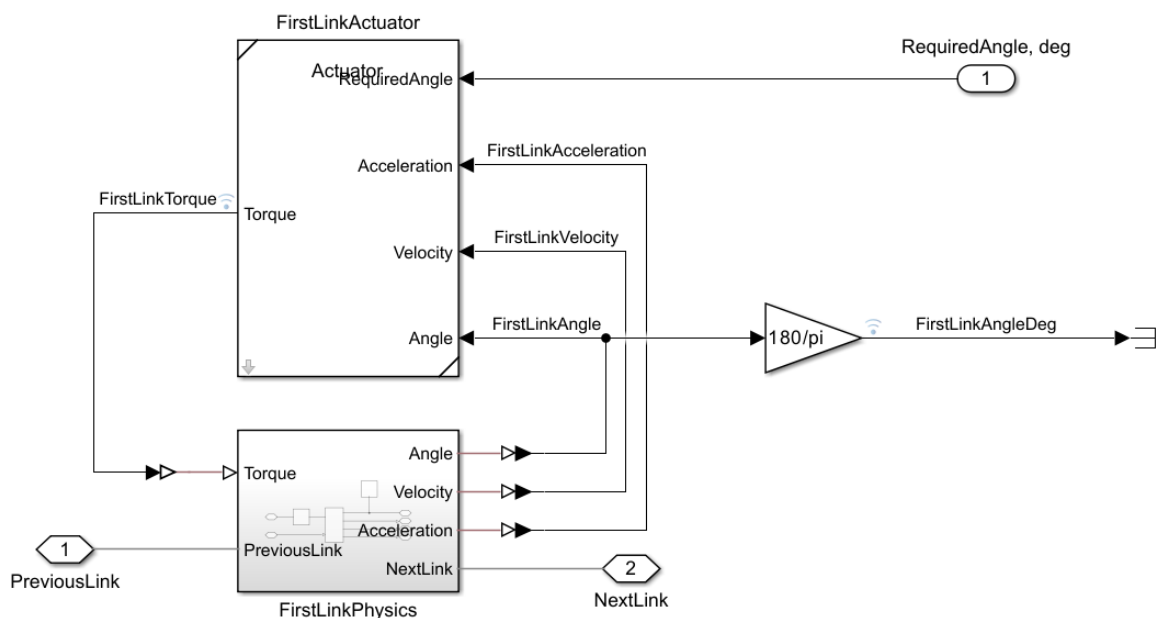 FirstLinkActuator
Actuator
RequiredAngle, deg
RequiredAngle
1
Acceleration
FirstLinkAcceleration
FirstLinkTorque
Torque
Velocity
FirstLinkVelocity
Angle
FirstLinkAngle
180/pi
FirstLinkAngleDeg
Angle
Torque
Velocity
Acceleration
1
PreviousLink
PreviousLink
NextLink
2
NextLink
FirstLinkPhysics